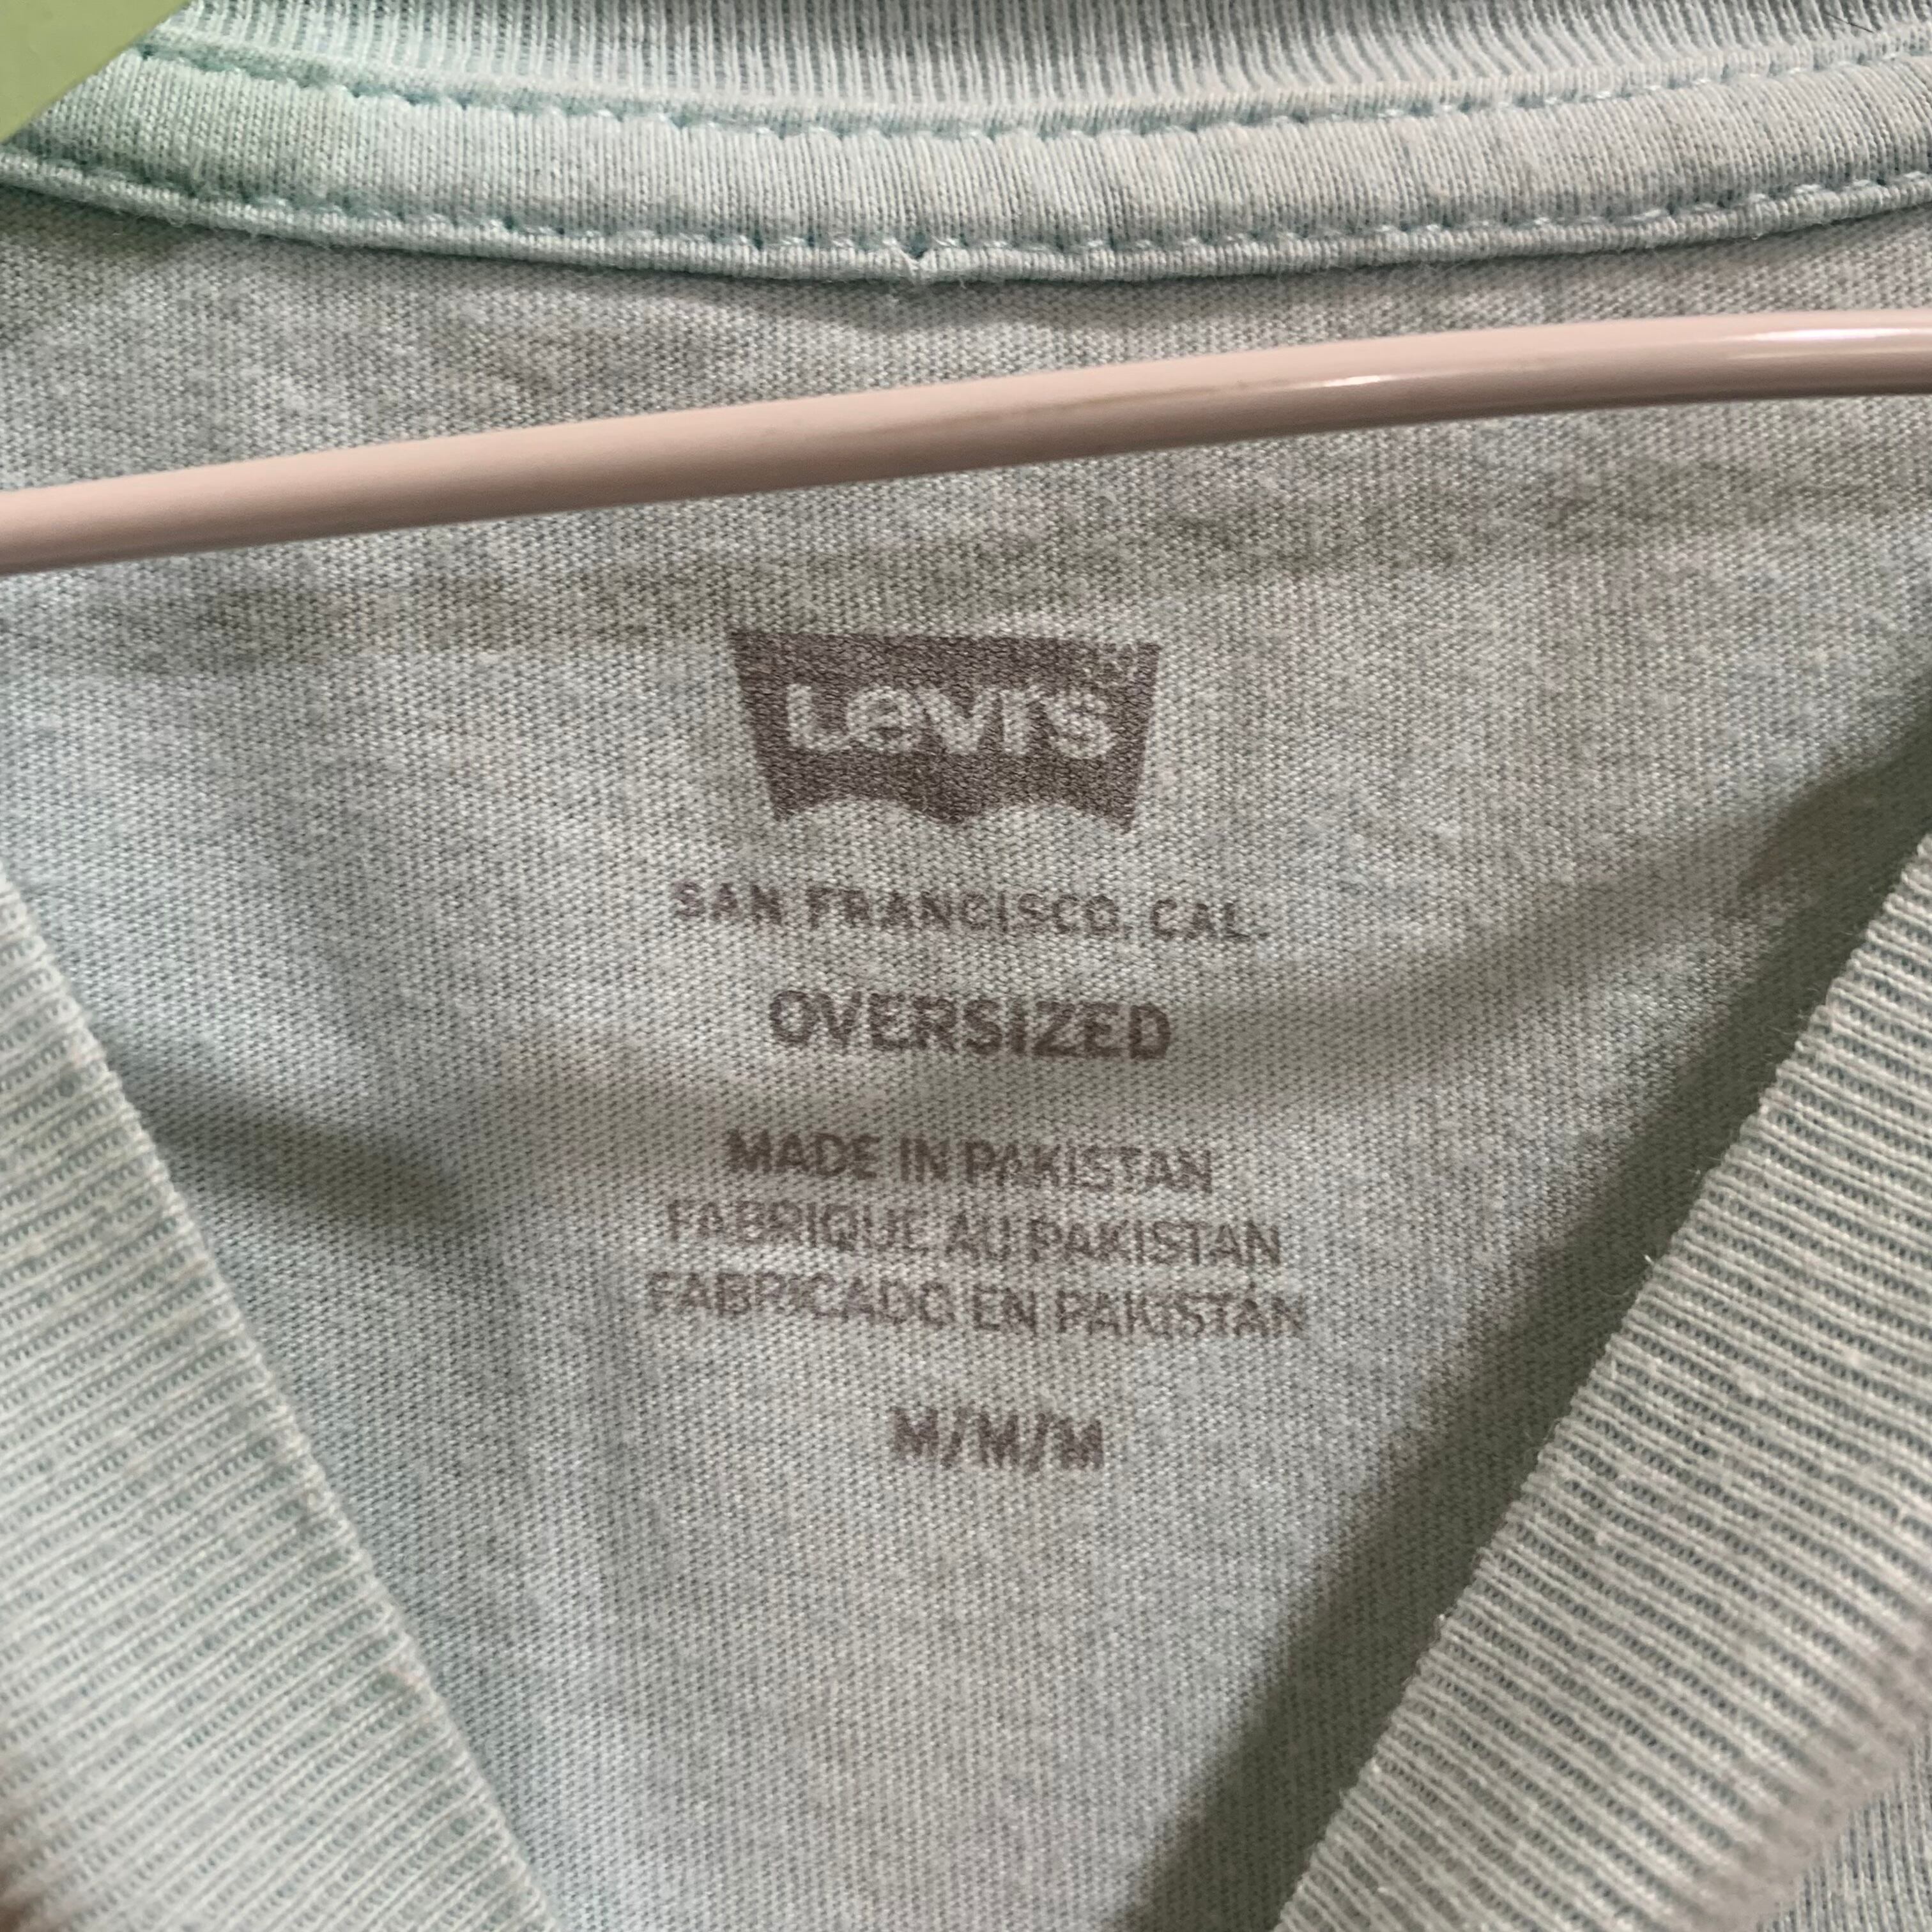 Levi's
SAN FRANCISCO, CAL.
OVERSIZED
MADE IN PAKISTAN
FABRIQUE AU PAKISTAN
FABRICADO EN PAKISTÁN
M/M/M